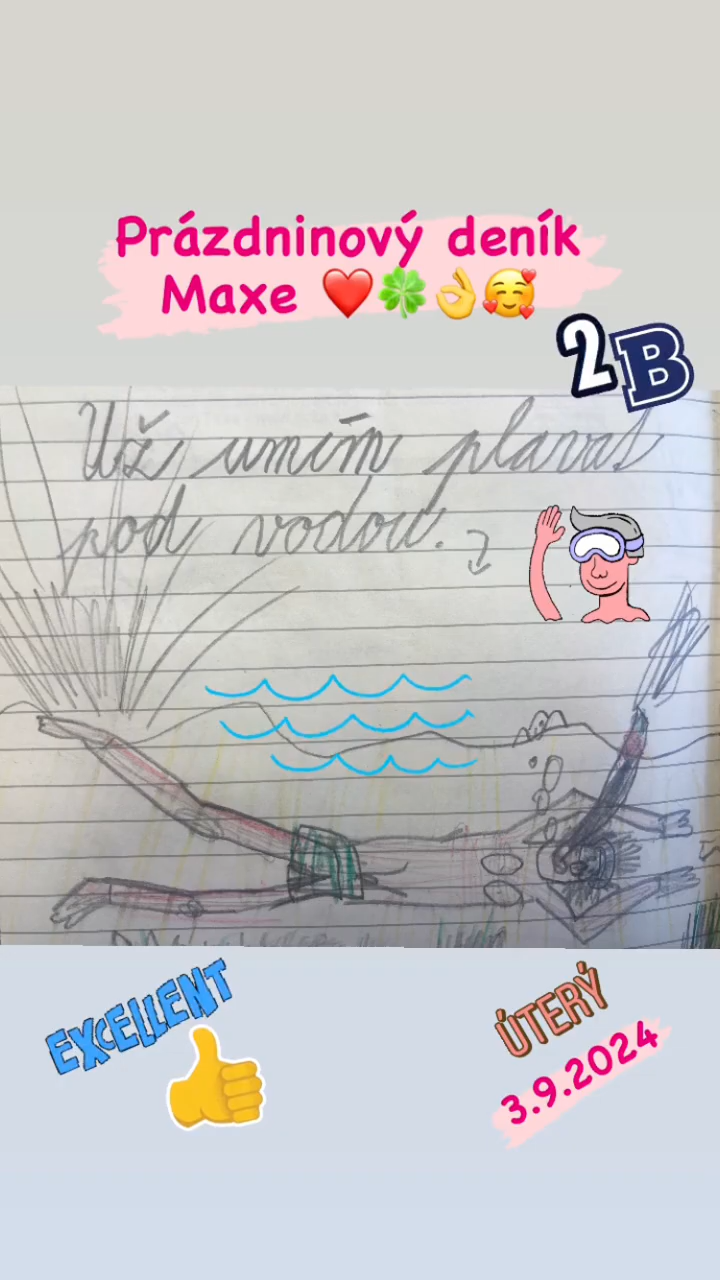 Prázdninový deník
Maxe ❤️🍀👌🥰
2B
Už umím plavat
pod vodou.
EXCELLENT
ÚTERÝ
3.9.2024